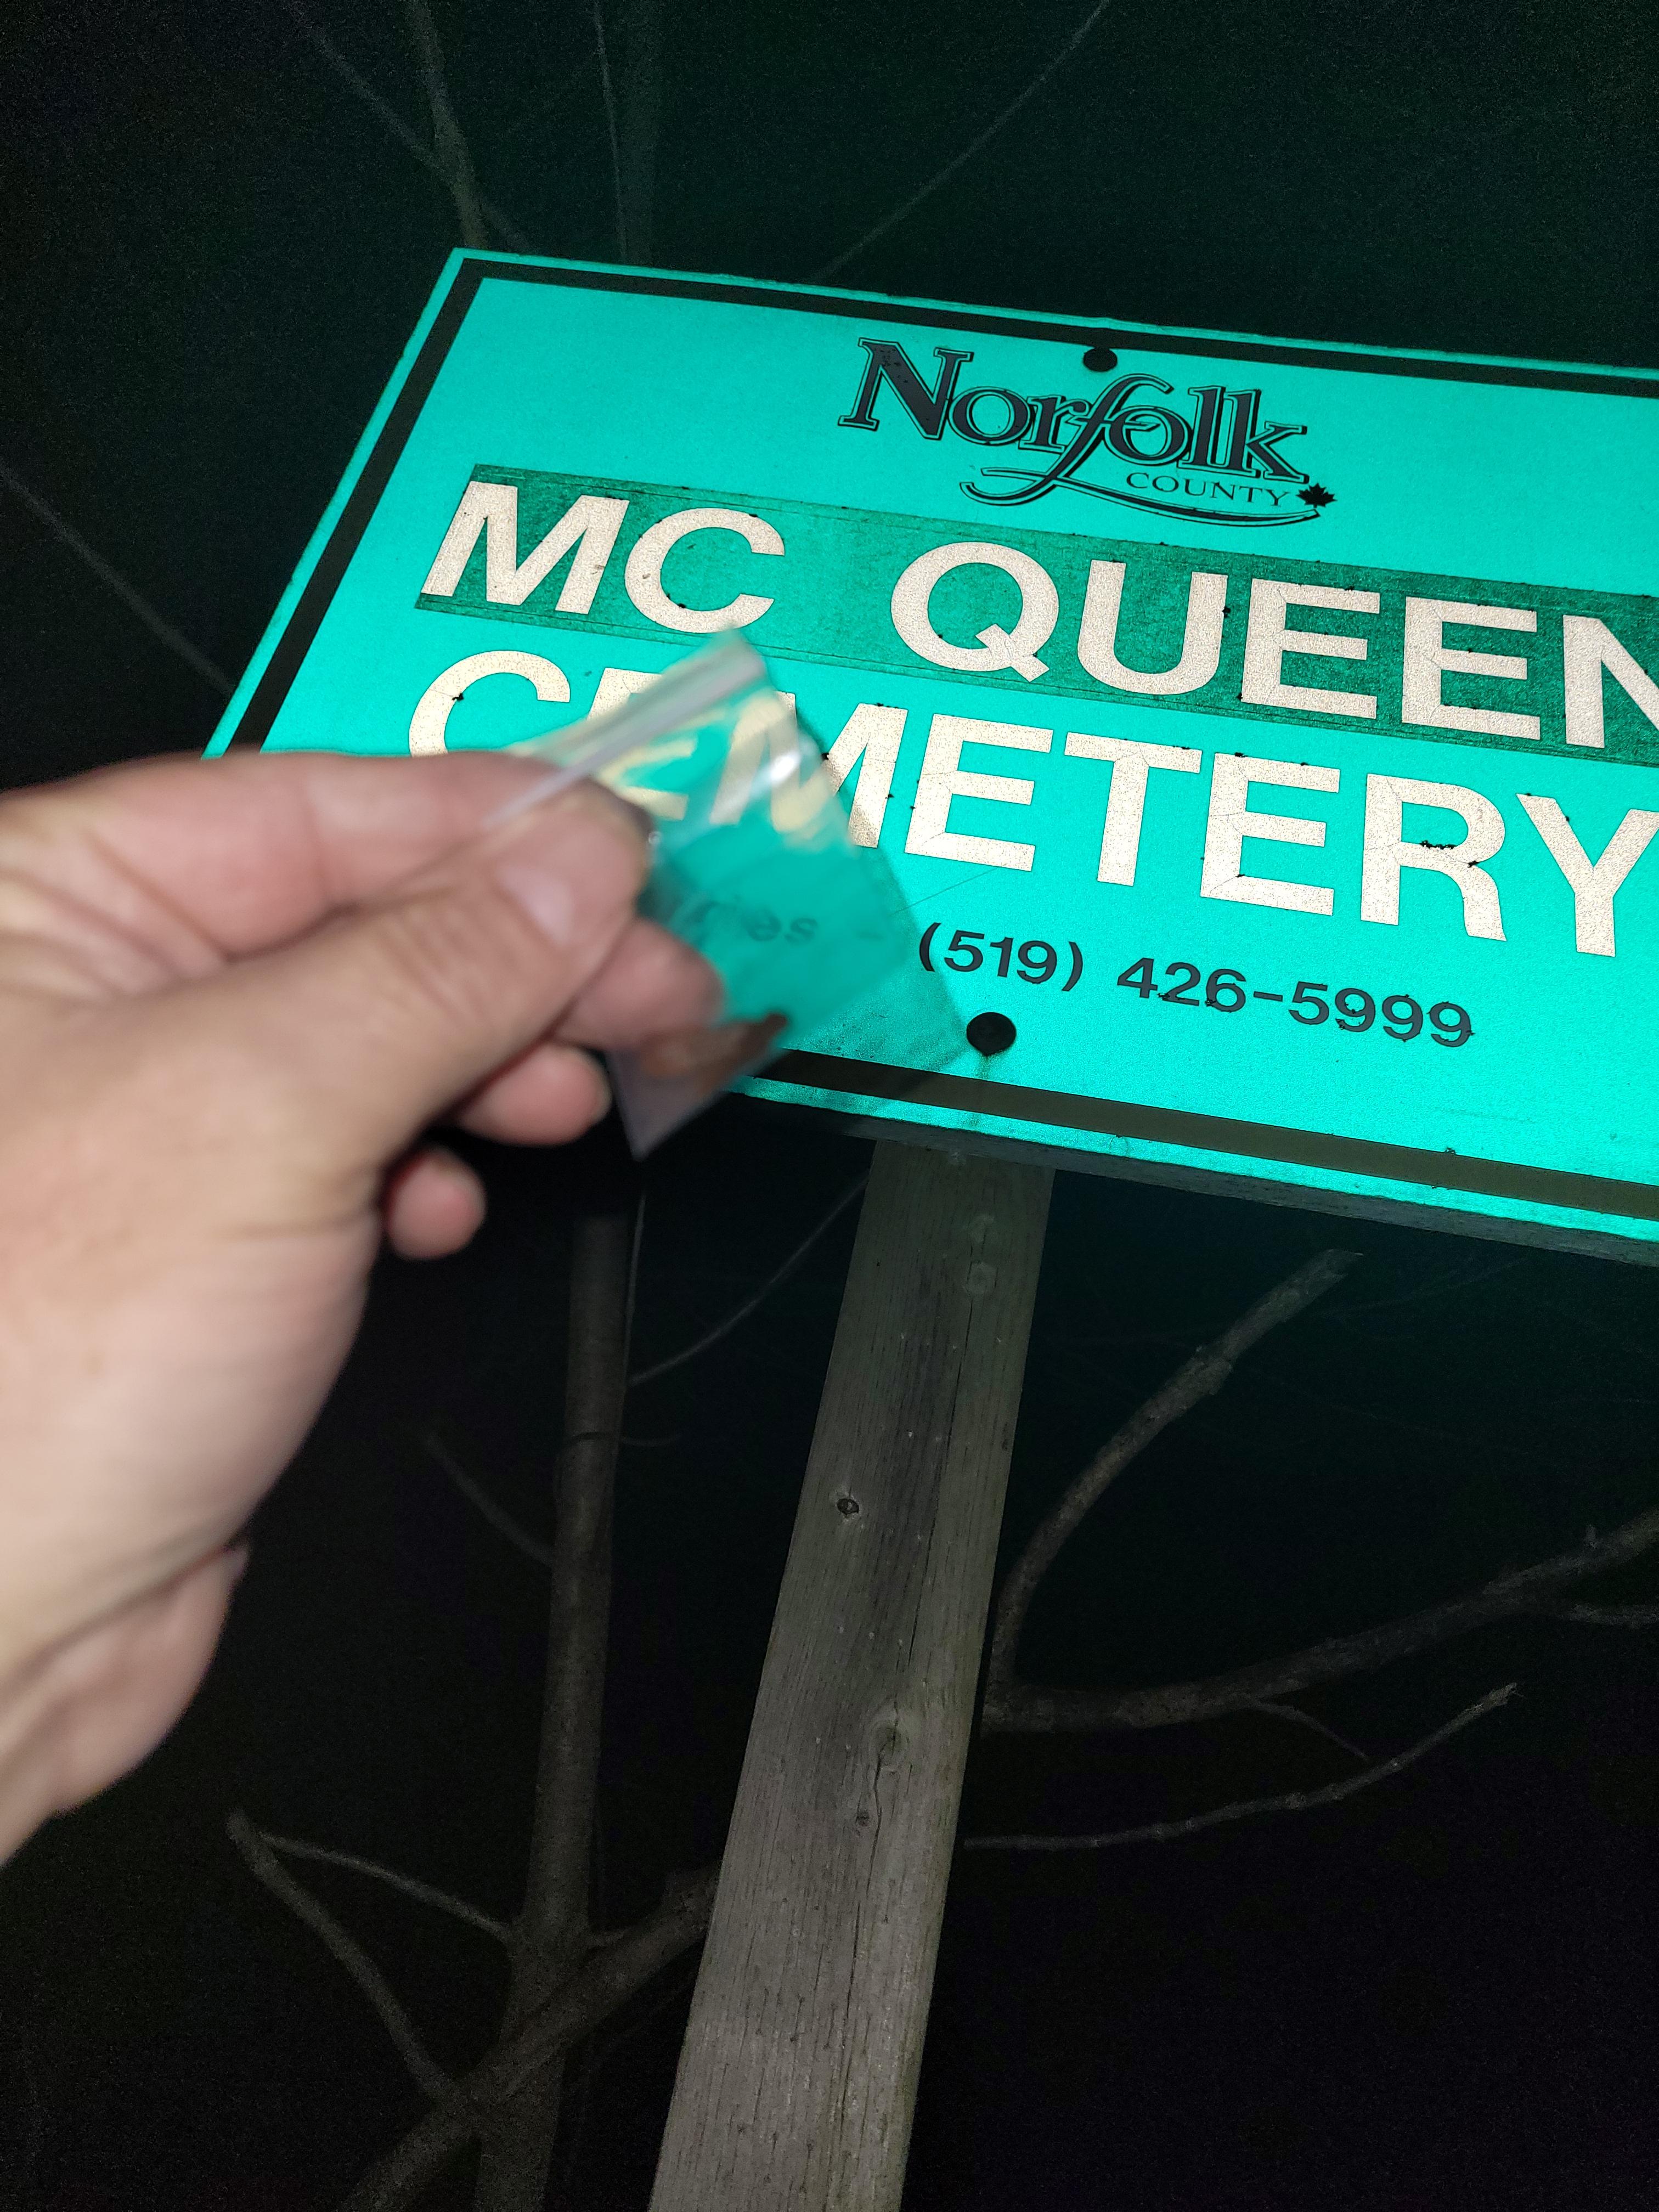 Norfolk
COUNTY
MC QUEEN
CEMETERY
(519) 426-5999